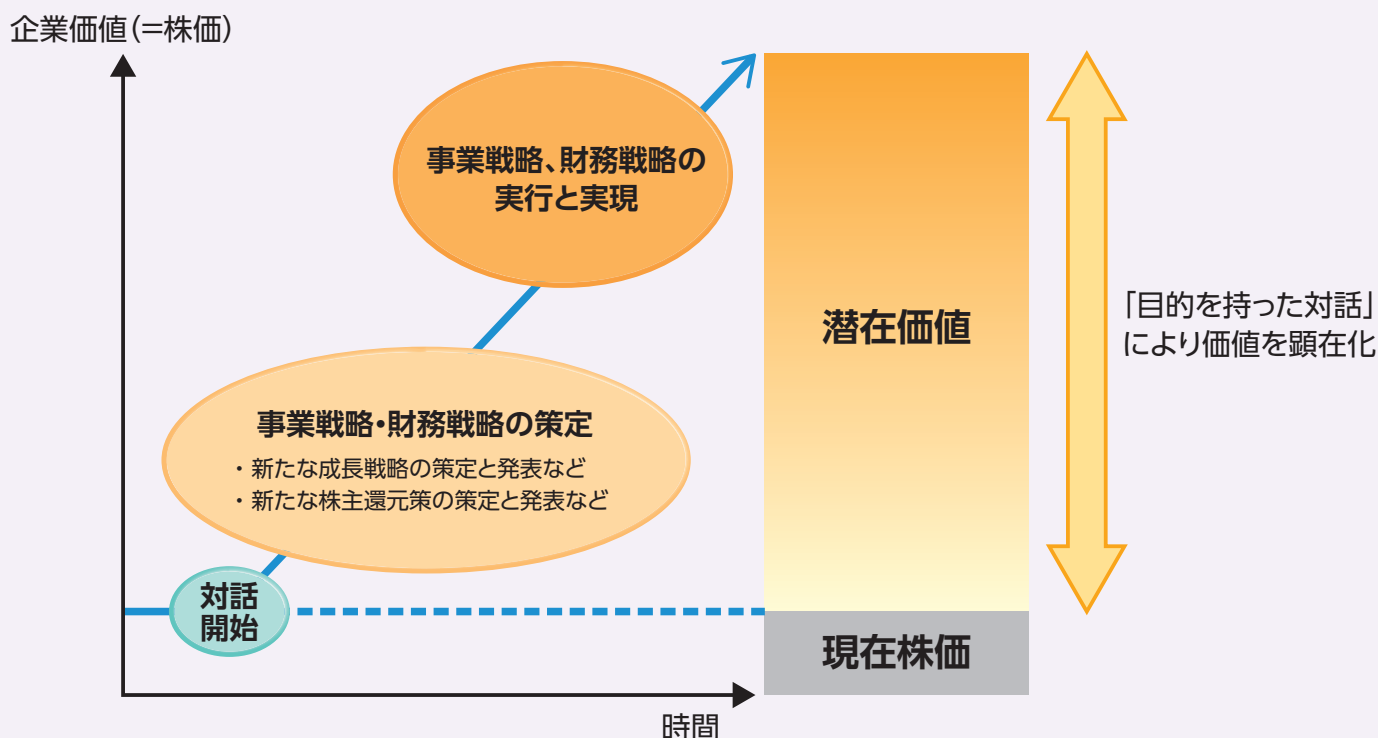 企業価値(=株価)
事業戦略、財務戦略の
実行と実現
潜在価値
「目的を持った対話」
により価値を顕在化
事業戦略・財務戦略の策定
・新たな成長戦略の策定と発表など
・新たな株主還元策の策定と発表など
対話
開始
現在株価
時間